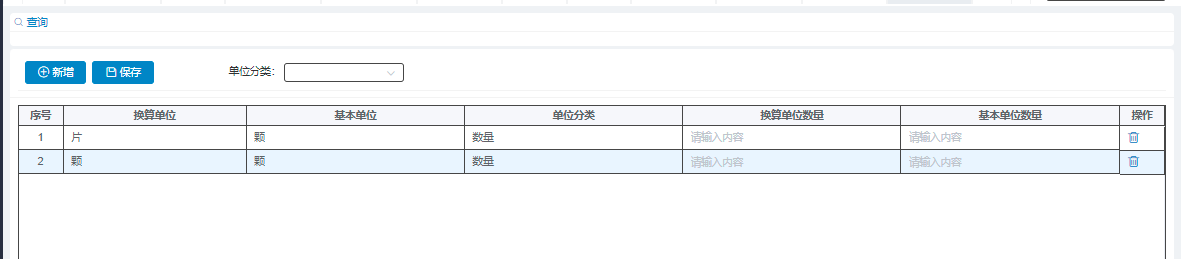 查询
新增 保存 单位分类:
序号 换算单位 基本单位 单位分类 换算单位数量 基本单位数量 操作
1 片 颗 数量 请输入内容 请输入内容
2 颗 颗 数量 请输入内容 请输入内容